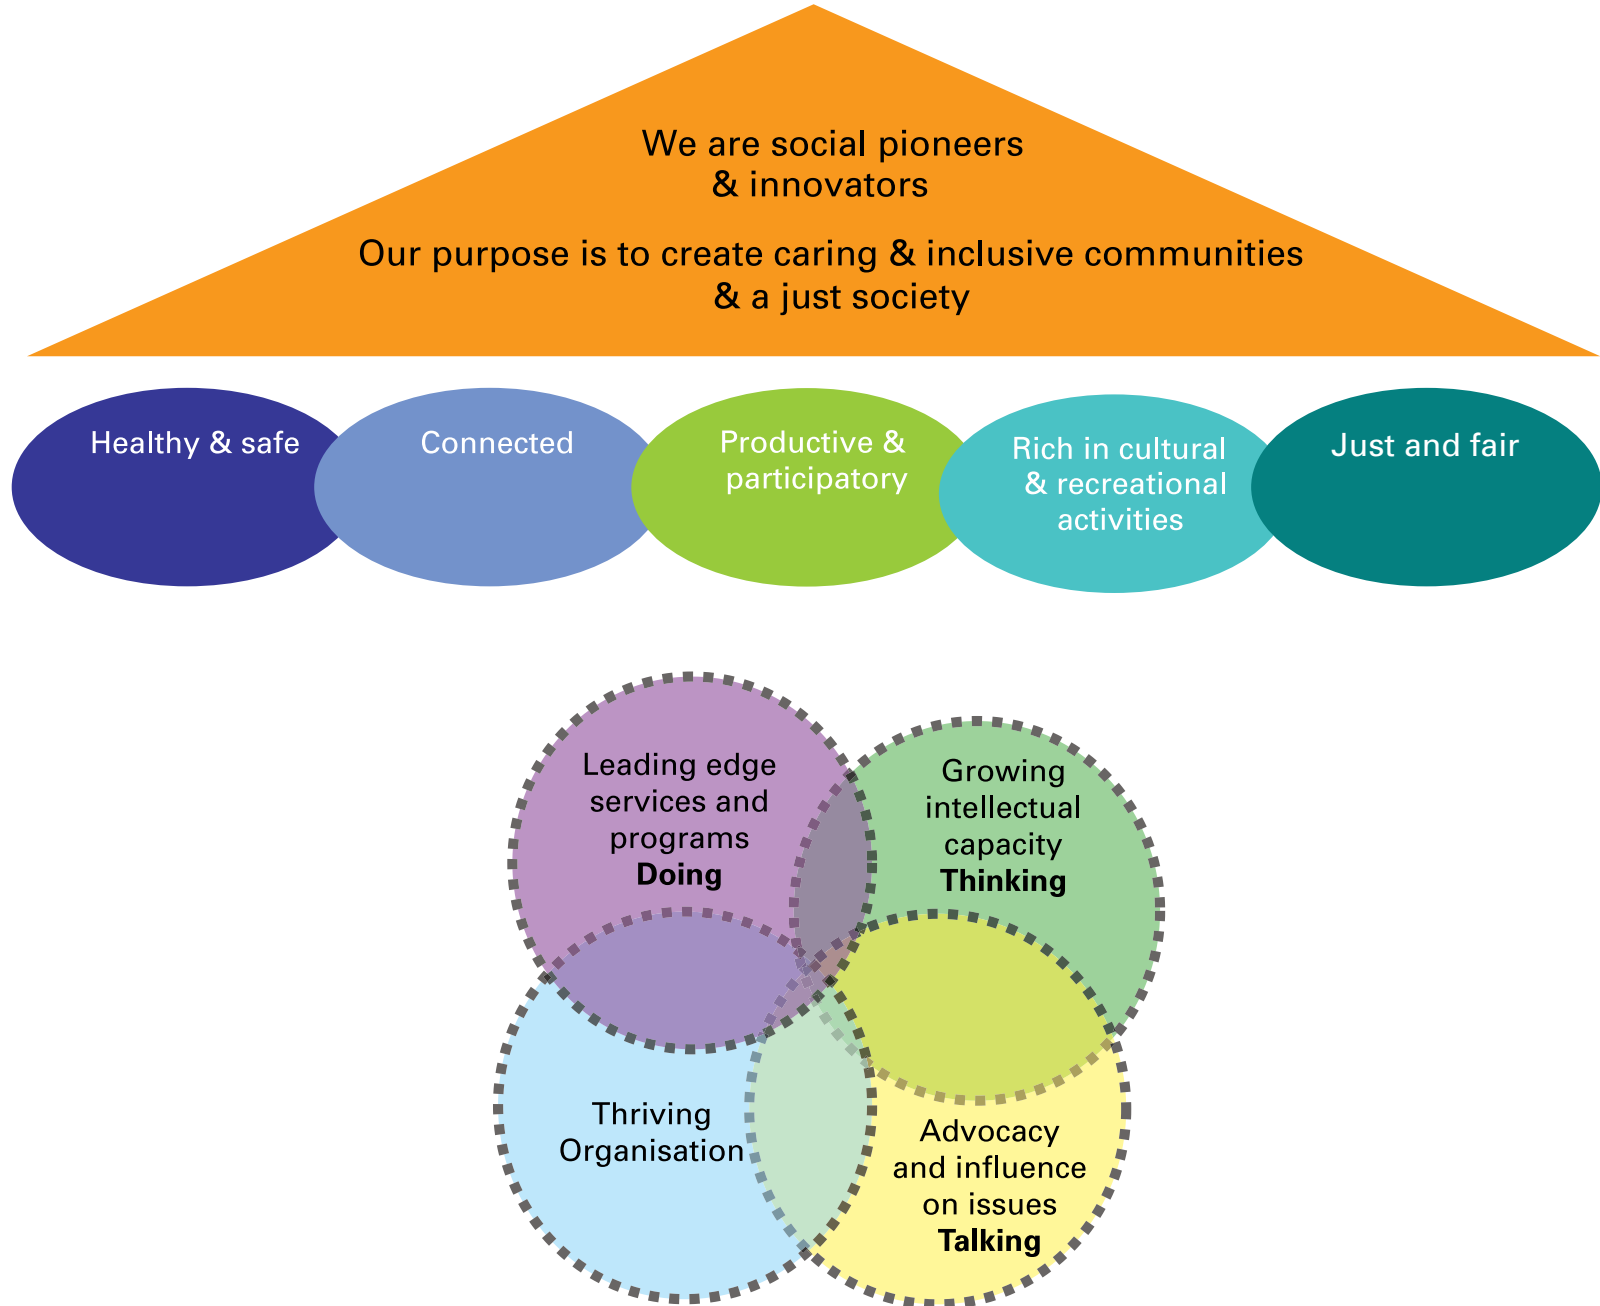 We are social pioneers
& innovators
Our purpose is to create caring & inclusive communities
& a just society
Healthy & safe
Connected
Productive &
participatory
Rich in cultural
& recreational
activities
Just and fair
Leading edge
services and
programs
Doing
Growing
intellectual
capacity
Thinking
Thriving
Organisation
Advocacy
and influence
on issues
Talking